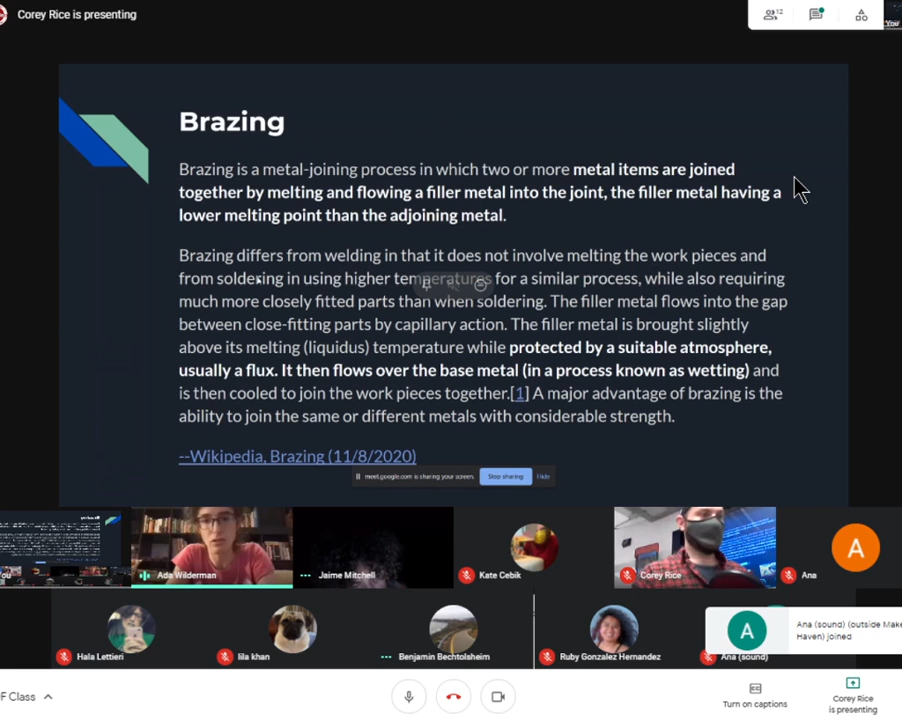 Corey Rice is presenting
12
You
Brazing
Brazing is a metal-joining process in which two or more metal items are joined
together by melting and flowing a filler metal into the joint, the filler metal having a
lower melting point than the adjoining metal.
Brazing differs from welding in that it does not involve melting the work pieces and
from soldering in using higher temperatures for a similar process, while also requiring
much more closely fitted parts than when soldering. The filler metal flows into the gap
between close-fitting parts by capillary action. The filler metal is brought slightly
above its melting (liquidus) temperature while protected by a suitable atmosphere,
usually a flux. It then flows over the base metal (in a process known as wetting) and
is then cooled to join the work pieces together.[1] A major advantage of brazing is the
ability to join the same or different metals with considerable strength.
--Wikipedia, Brazing (11/8/2020)
meet.google.com is sharing your screen. Stop sharing Hide
Ada Wilderman
Jaime Mitchell
Kate Cebik
Corey Rice
A
Ana
Hala Lettieri
lila khan
Benjamin Bechtolsheim
Ruby Gonzalez Hernandez
Ana (sound)
A
Ana (sound) (outside Make
Haven) joined
F Class
Turn on captions
Corey Rice
is presenting